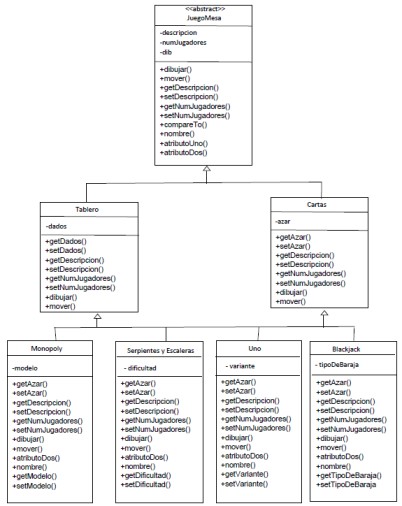 <<abstract>>
JuegoMesa
-descripcion
-numJugadores
-dib
+dibujar()
+mover()
+getDescripcion()
+setDescripcion()
+getNumJugadores()
+setNumJugadores()
+compareTo()
+nombre()
+atributoUno()
+atributoDos()
Tablero
-dados
+getDados()
+setDados()
+getDescripcion()
+setDescripcion()
+getNumJugadores()
+setNumJugadores()
+dibujar()
+mover()
Cartas
-azar
+getAzar()
+setAzar()
+getDescripcion()
+setDescripcion()
+getNumJugadores()
+setNumJugadores()
+dibujar()
+mover()
Monopoly
-modelo
+getAzar()
+setAzar()
+getDescripcion()
+setDescripcion()
+getNumJugadores()
+setNumJugadores()
+dibujar()
+mover()
+atributoDos()
+nombre()
+getModelo()
+setModelo()
Serpientes y Escaleras
- dificultad
+getAzar()
+setAzar()
+getDescripcion()
+setDescripcion()
+getNumJugadores()
+setNumJugadores()
+dibujar()
+mover()
+atributoDos()
+nombre()
+getDificultad()
+setDificultad()
Uno
- variante
+getAzar()
+setAzar()
+getDescripcion()
+setDescripcion()
+getNumJugadores()
+setNumJugadores()
+dibujar()
+mover()
+atributoDos()
+nombre()
+getVariante()
+setVariante()
Blackjack
- tipoDeBaraja
+getAzar()
+setAzar()
+getDescripcion()
+setDescripcion()
+getNumJugadores()
+setNumJugadores()
+dibujar()
+mover()
+atributoDos()
+nombre()
+getTipoDeBaraja()
+setTipoDeBaraja